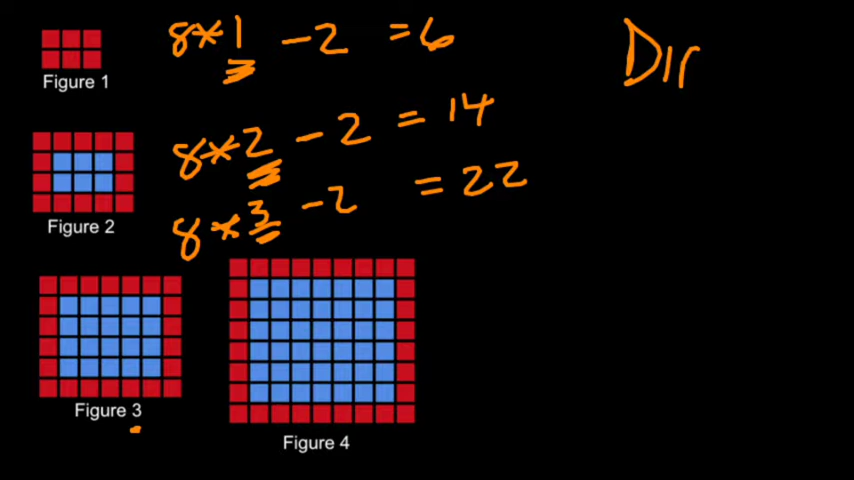 8*1 -2 =6
Dir
Figure 1
8*2 -2 = 14
Figure 2
8*3 -2 =22
Figure 3
Figure 4